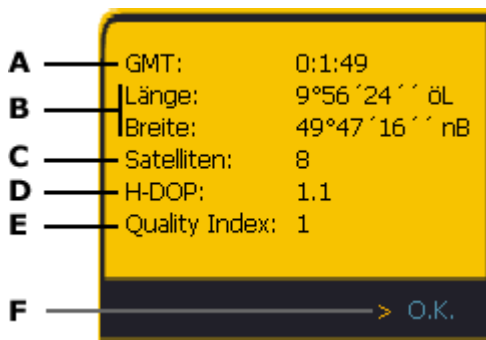 A GMT: 0:1:49
B Länge: 9°56´24´´ öL
Breite: 49°47´16´´ nB
C Satelliten: 8
D H-DOP: 1.1
E Quality Index: 1
F > O.K.